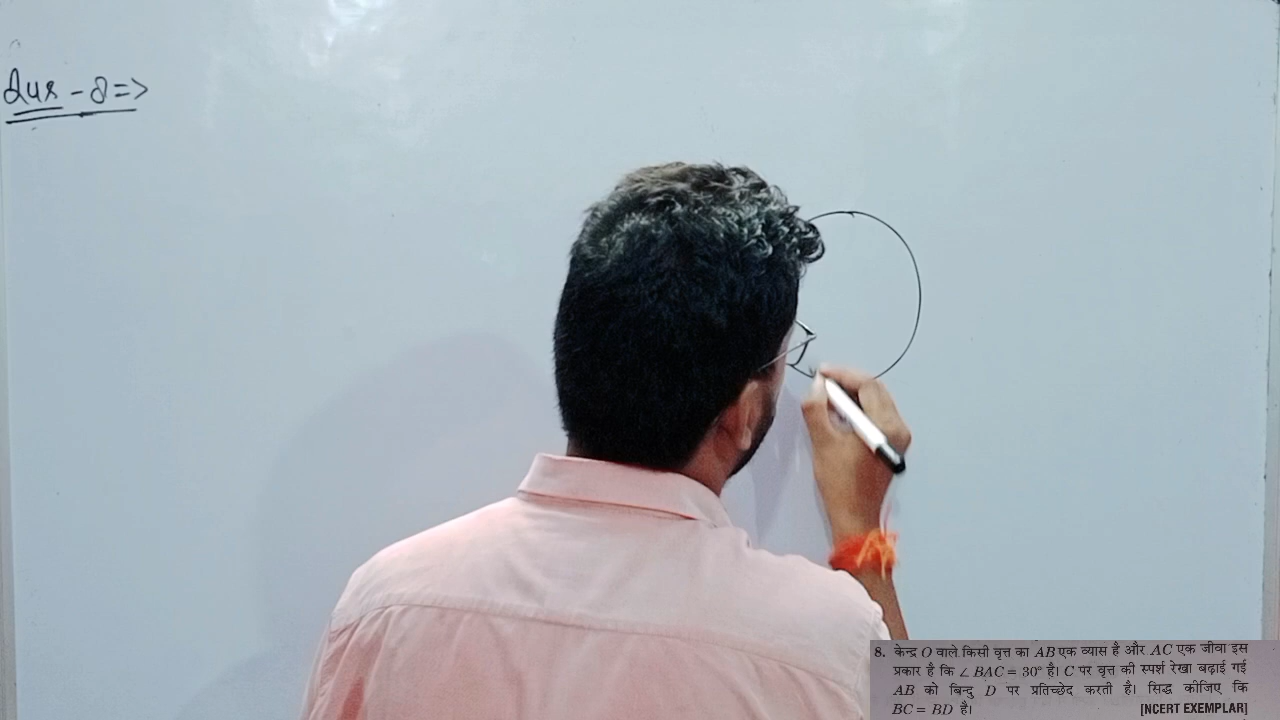 Qus - 8 =>
8. केन्द्र O वाले किसी वृत्त का AB एक व्यास है और AC एक जीवा इस
प्रकार है कि ∠ BAC = 30° है। C पर वृत्त की स्पर्श रेखा बढ़ाई गई
AB को बिन्दु D पर प्रतिच्छेद करती है। सिद्ध कीजिए कि
BC = BD है। [NCERT EXEMPLAR]